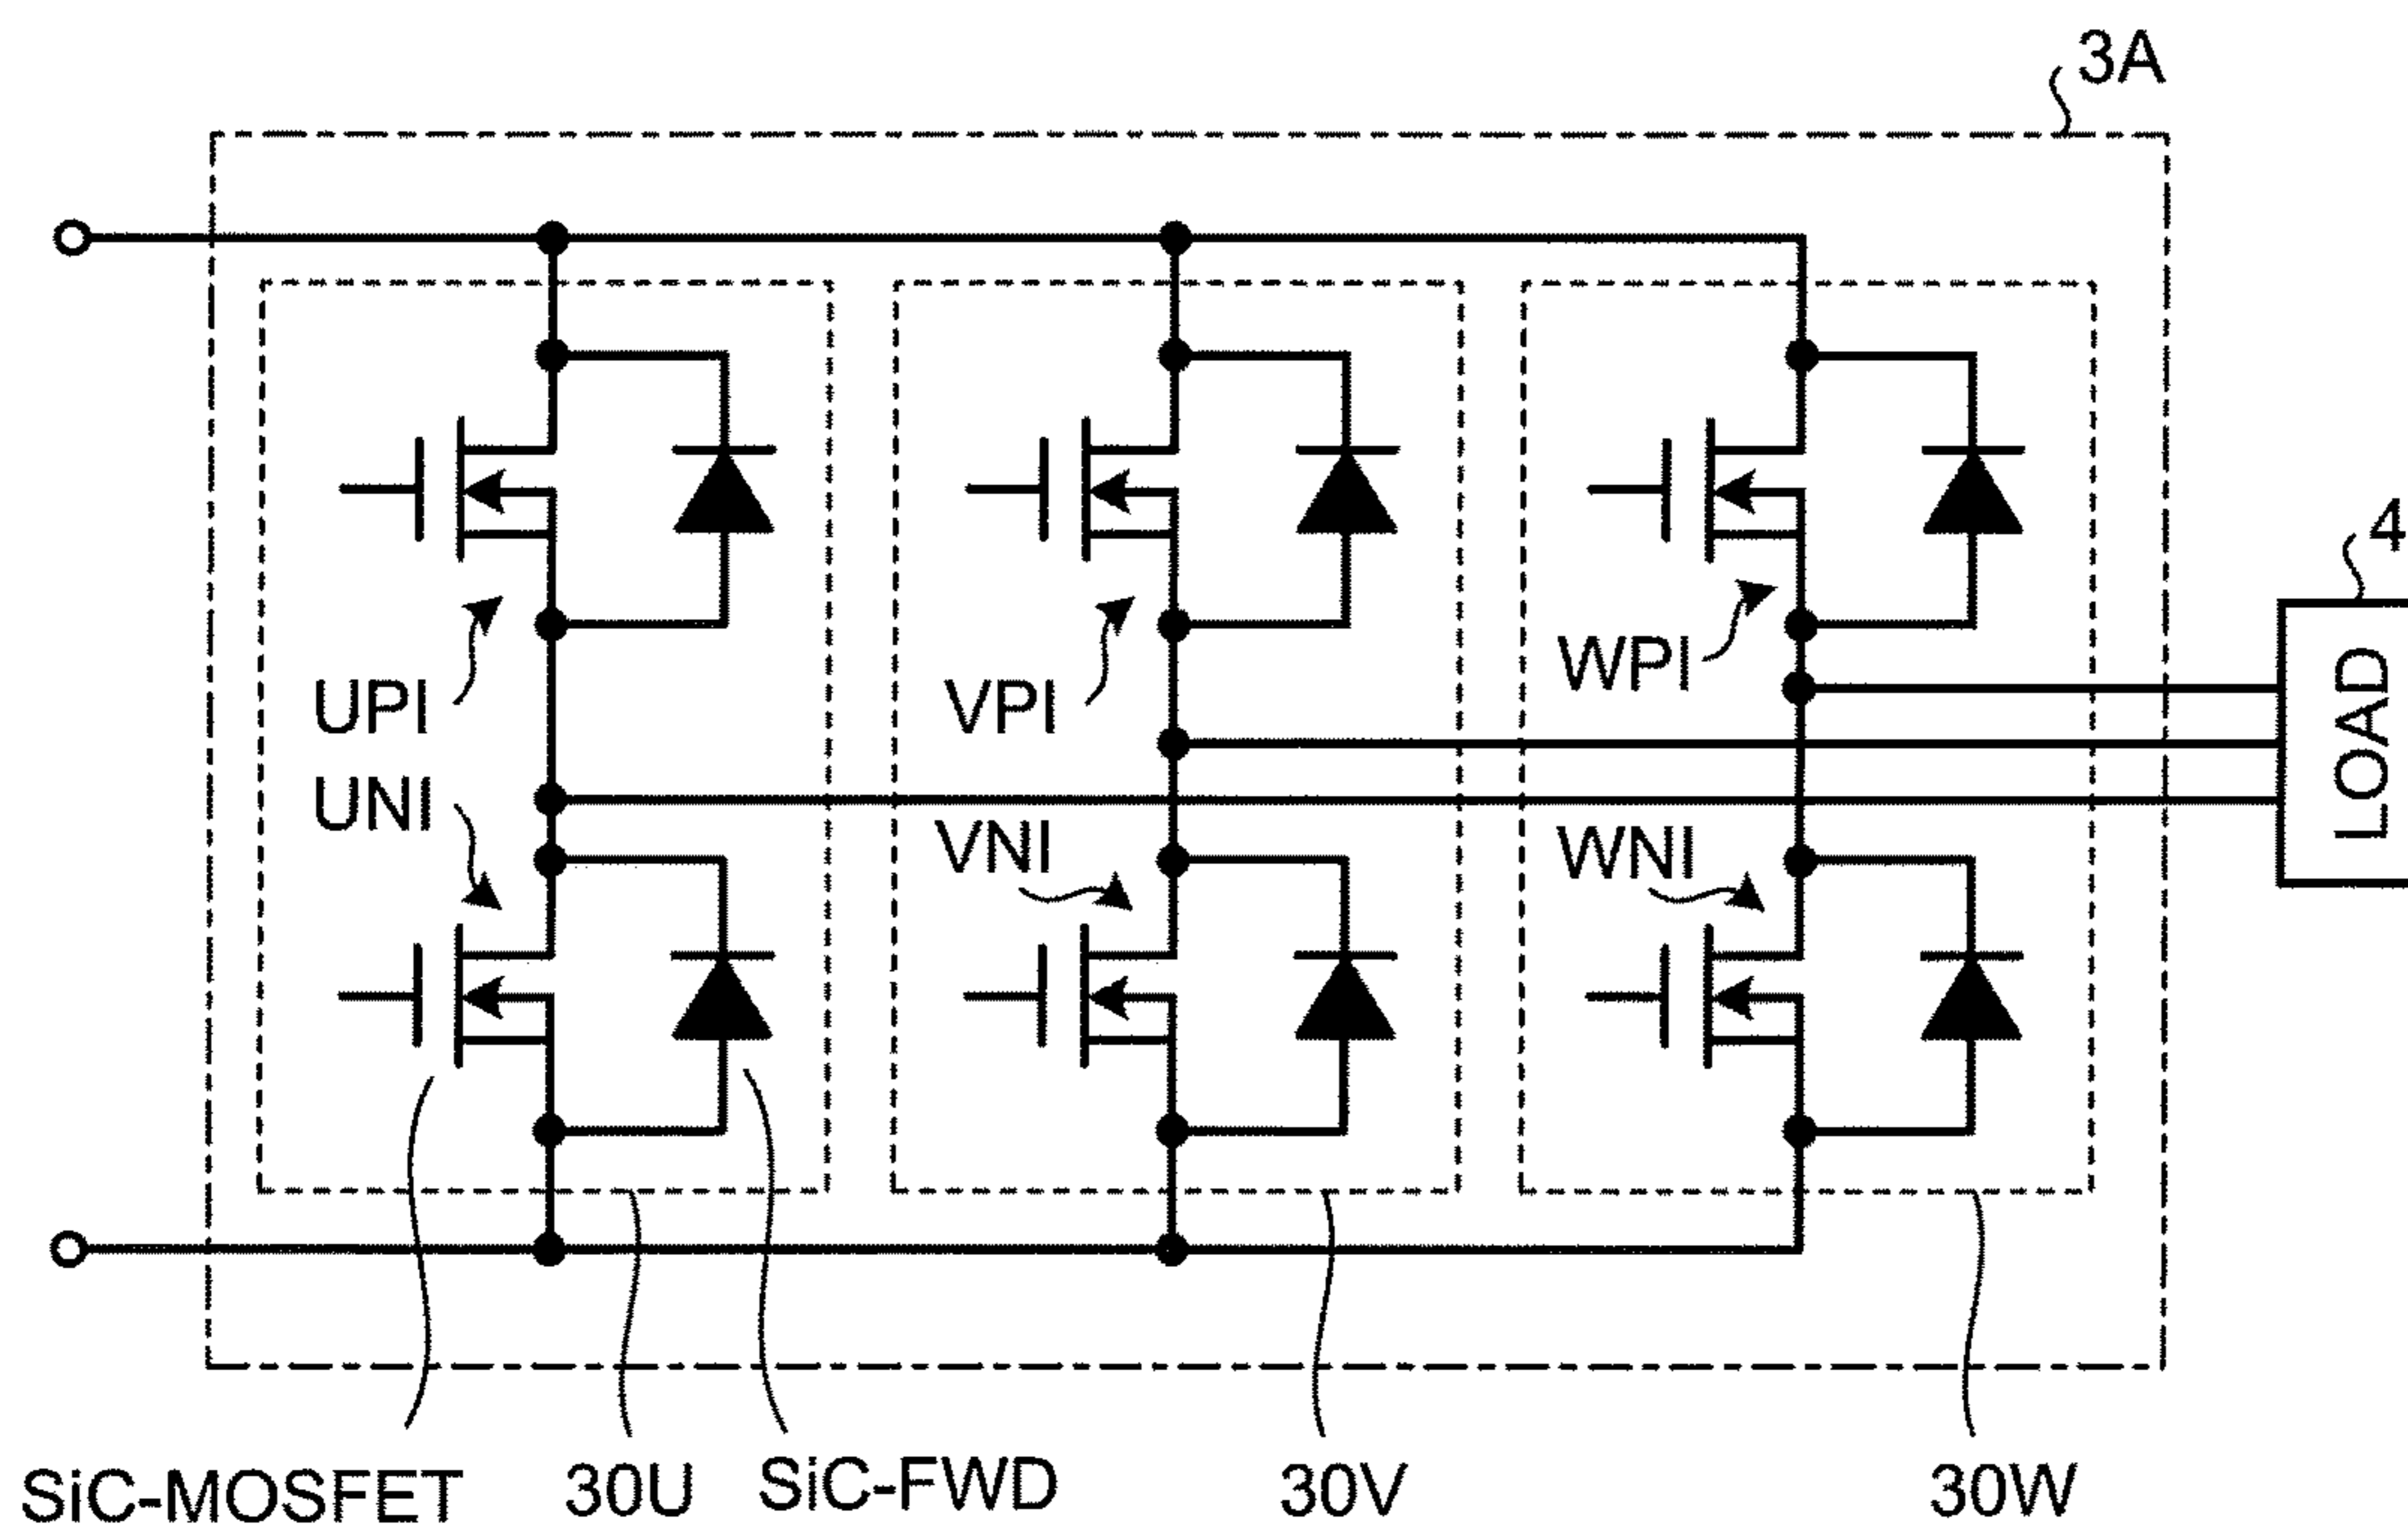 3A
4
UPI
VPI
WPI
LOAD
UNI
VNI
WNI
SiC-MOSFET
30U
SiC-FWD
30V
30W